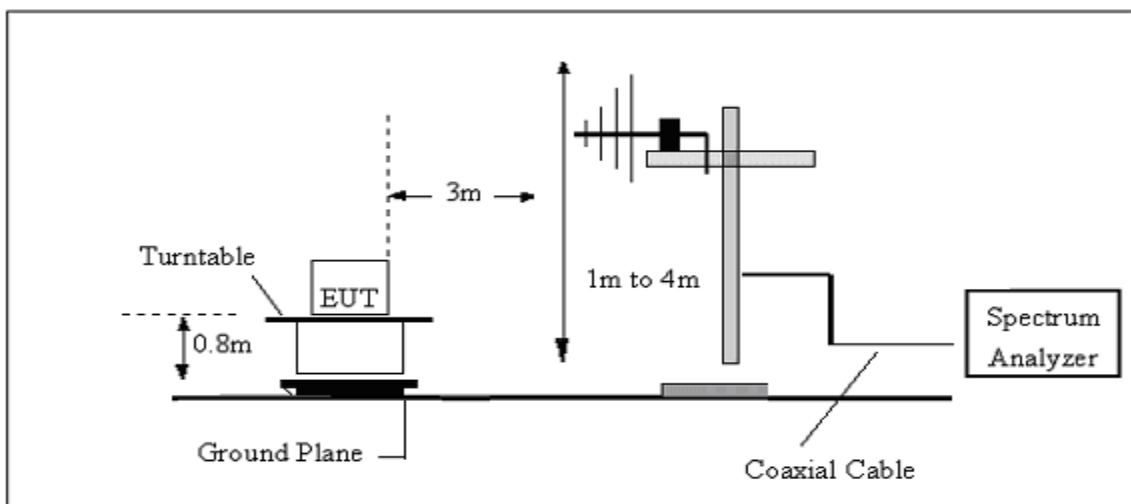 3m
Turntable
EUT
1m to 4m
0.8m
Spectrum
Analyzer
Ground Plane
Coaxial Cable